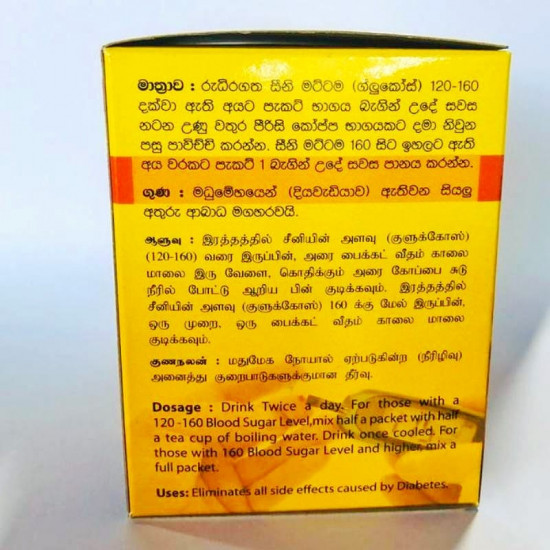 මාත්‍රාව : රුධිරගත සීනි මට්ටම (ග්ලුකෝස්) 120-160
දක්වා ඇති අයට පැකට් භාගය බැගින් උදේ සවස
නටන උණු වතුර පිරිසි කෝප්ප භාගයකට දමා නිවුන
පසු පාවිච්චි කරන්න. සීනි මට්ටම 160 සිට ඉහලට ඇති
අය වරකට පැකට් 1 බැගින් උදේ සවස පානය කරන්න.
ගුණ : මධුමේහයෙන් (දියවැඩියාව) ඇතිවන සියලු
අතුරු ආබාධ මගහරවයි.
ஆளுவு : இரத்தத்தில் சீனியின் அளவு (குளுக்கோஸ்)
(120-160) வரை இருப்பின், அரை பைக்கட் வீதம் காலை
மாலை இரு வேளை, கொதிக்கும் அரை கோப்பை சுடு
நீரில் போட்டு ஆறிய பின் குடிக்கவும். இரத்தத்தில்
சீனியின் அளவு (குளுக்கோஸ்) 160 க்கு மேல் இருப்பின்,
ஒரு முறை, ஒரு பைக்கட் வீதம் காலை மாலை
குடிக்கவும்.
குணநலன் : மதுமேக நோயால் ஏற்படுகின்ற (நீரிழிவு)
அனைத்து குறைபாடுகளுக்குமான தீர்வு.
Dosage : Drink Twice a day. For those with a
120 -160 Blood Sugar Level,mix half a packet with half
a tea cup of boiling water. Drink once cooled. For
those with 160 Blood Sugar Level and higher, mix a
full packet.
Uses: Eliminates all side effects caused by Diabetes.